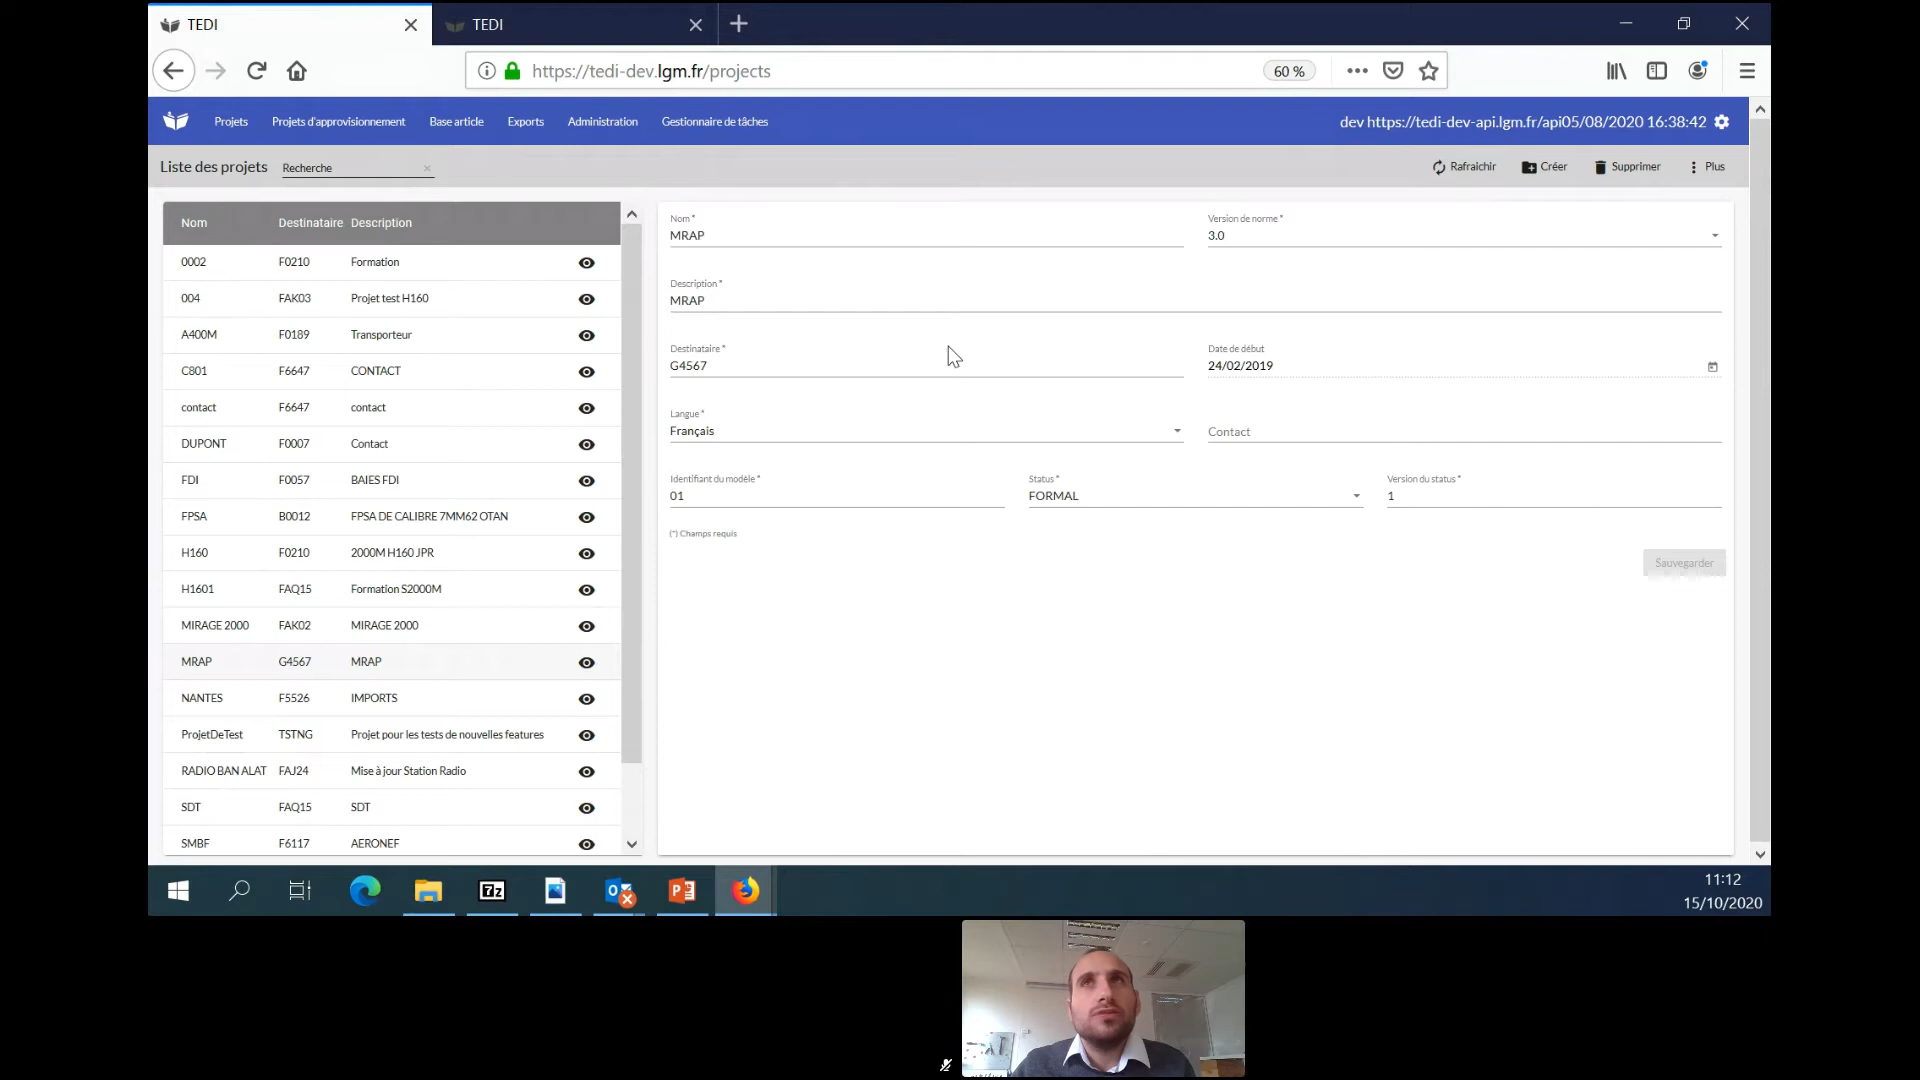 TEDI
TEDI
https://tedi-dev.lgm.fr/projects
60 %
Projets
Projets d'approvisionnement
Base article
Exports
Administration
Gestionnaire de tâches
dev https://tedi-dev-api.lgm.fr/api05/08/2020 16:38:42
Liste des projets
Recherche
Rafraichir
Créer
Supprimer
Plus
Nom Destinataire Description
0002 F0210 Formation
004 FAK03 Projet test H160
A400M F0189 Transporteur
C801 F6647 CONTACT
contact F6647 contact
DUPONT F0007 Contact
FDI F0057 BAIES FDI
FPSA B0012 FPSA DE CALIBRE 7MM62 OTAN
H160 F0210 2000M H160 JPR
H1601 FAQ15 Formation S2000M
MIRAGE 2000 FAK02 MIRAGE 2000
MRAP G4567 MRAP
NANTES F5526 IMPORTS
ProjetDeTest TSTNG Projet pour les tests de nouvelles features
RADIO BAN ALAT FAJ24 Mise à jour Station Radio
SDT FAQ15 SDT
SMBF F6117 AERONEF
Nom *
MRAP
Version de norme *
3.0
Description *
MRAP
Destinataire *
G4567
Date de début
24/02/2019
Langue *
Français
Contact
Identifiant du modèle *
01
Status *
FORMAL
Version du status *
1
(*) Champs requis
Sauvegarder
7z
11:12
15/10/2020